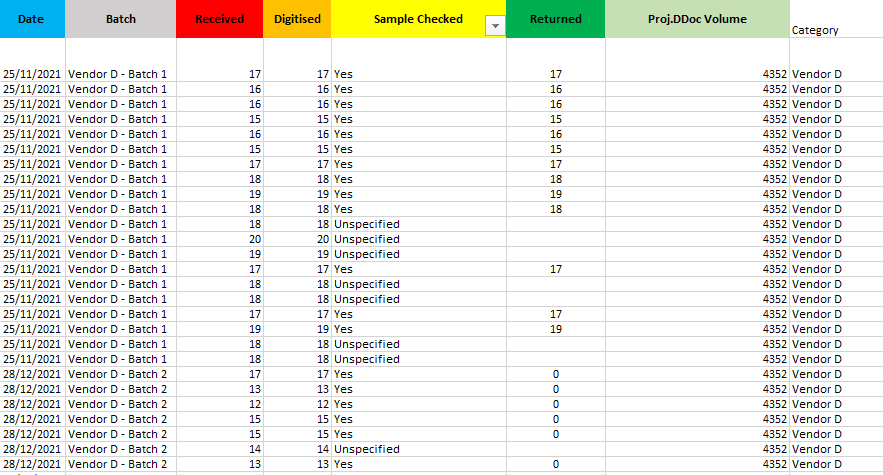 Date Batch Received Digitised Sample Checked Returned Proj.DDoc Volume Category
25/11/2021 Vendor D - Batch 1 17 17 Yes 17 4352 Vendor D
25/11/2021 Vendor D - Batch 1 16 16 Yes 16 4352 Vendor D
25/11/2021 Vendor D - Batch 1 16 16 Yes 16 4352 Vendor D
25/11/2021 Vendor D - Batch 1 15 15 Yes 15 4352 Vendor D
25/11/2021 Vendor D - Batch 1 16 16 Yes 16 4352 Vendor D
25/11/2021 Vendor D - Batch 1 15 15 Yes 15 4352 Vendor D
25/11/2021 Vendor D - Batch 1 17 17 Yes 17 4352 Vendor D
25/11/2021 Vendor D - Batch 1 18 18 Yes 18 4352 Vendor D
25/11/2021 Vendor D - Batch 1 19 19 Yes 19 4352 Vendor D
25/11/2021 Vendor D - Batch 1 18 18 Yes 18 4352 Vendor D
25/11/2021 Vendor D - Batch 1 18 18 Unspecified 4352 Vendor D
25/11/2021 Vendor D - Batch 1 20 20 Unspecified 4352 Vendor D
25/11/2021 Vendor D - Batch 1 19 19 Unspecified 4352 Vendor D
25/11/2021 Vendor D - Batch 1 17 17 Yes 17 4352 Vendor D
25/11/2021 Vendor D - Batch 1 18 18 Unspecified 4352 Vendor D
25/11/2021 Vendor D - Batch 1 18 18 Unspecified 4352 Vendor D
25/11/2021 Vendor D - Batch 1 17 17 Yes 17 4352 Vendor D
25/11/2021 Vendor D - Batch 1 19 19 Yes 19 4352 Vendor D
25/11/2021 Vendor D - Batch 1 18 18 Unspecified 4352 Vendor D
25/11/2021 Vendor D - Batch 1 18 18 Unspecified 4352 Vendor D
28/12/2021 Vendor D - Batch 2 17 17 Yes 0 4352 Vendor D
28/12/2021 Vendor D - Batch 2 13 13 Yes 0 4352 Vendor D
28/12/2021 Vendor D - Batch 2 12 12 Yes 0 4352 Vendor D
28/12/2021 Vendor D - Batch 2 15 15 Yes 0 4352 Vendor D
28/12/2021 Vendor D - Batch 2 15 15 Yes 0 4352 Vendor D
28/12/2021 Vendor D - Batch 2 14 14 Unspecified 4352 Vendor D
28/12/2021 Vendor D - Batch 2 13 13 Yes 0 4352 Vendor D